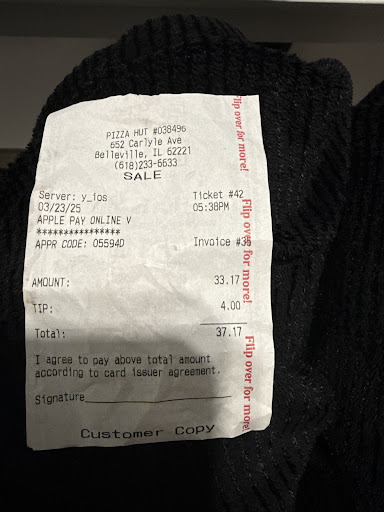 PIZZA HUT #038496
652 Carlyle Ave
Belleville, IL 62221
(618)233-6633
SALE
Server: y_ios Ticket #42
03/23/25 05:38PM
APPLE PAY ONLINE V
****************
APPR CODE: 05594D Invoice #36
AMOUNT: 33.17
TIP: 4.00
Total: 37.17
I agree to pay above total amount
according to card issuer agreement.
Signature
Customer Copy
Flip over for more!
Flip over for more!
Flip over for more!